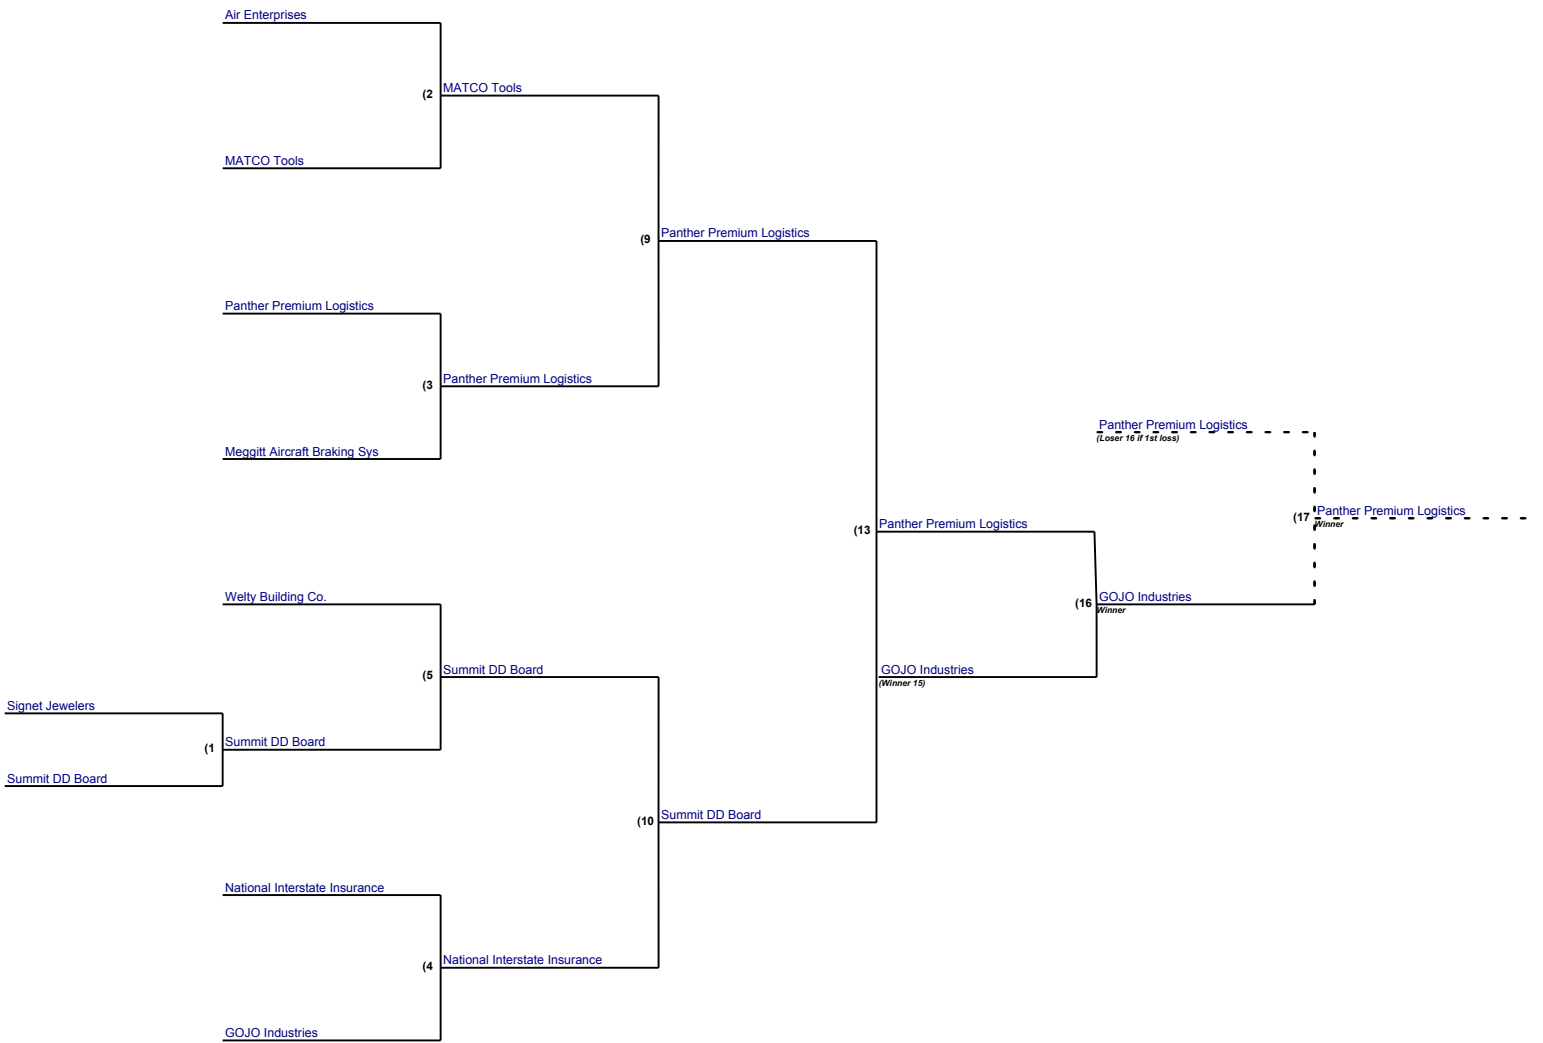 Air Enterprises
(2 MATCO Tools
MATCO Tools
(9 Panther Premium Logistics
Panther Premium Logistics
(3 Panther Premium Logistics
Panther Premium Logistics
(Loser 16 if 1st loss)
Meggitt Aircraft Braking Sys
(17 Panther Premium Logistics
Winner
(13 Panther Premium Logistics
Welty Building Co.
(16 GOJO Industries
Winner
(5 Summit DD Board
GOJO Industries
(Winner 15)
Signet Jewelers
(1 Summit DD Board
Summit DD Board
(10 Summit DD Board
National Interstate Insurance
(4 National Interstate Insurance
GOJO Industries